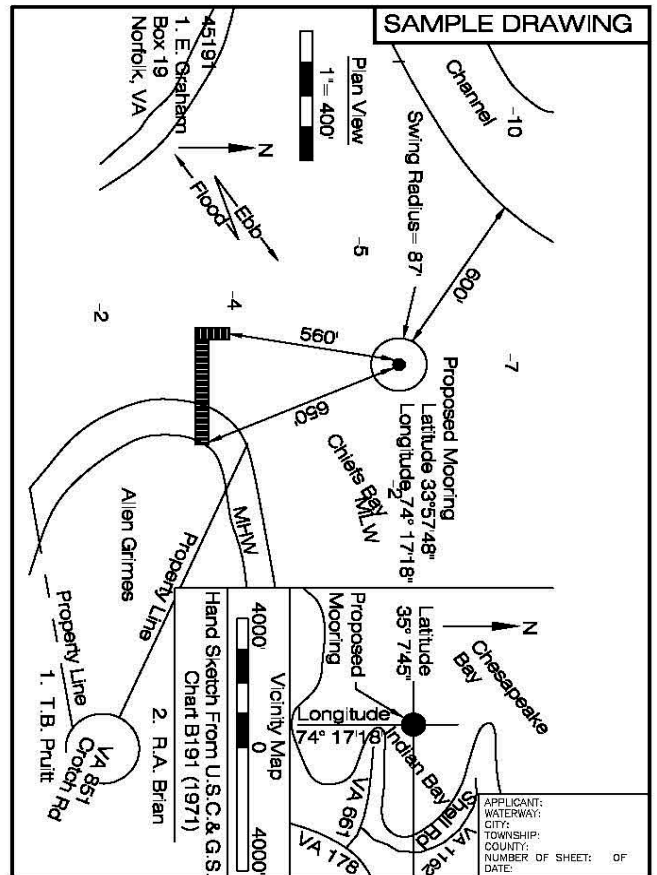 SAMPLE DRAWING
45191
1. E. Graham
Box 19
Norfolk, VA
Plan View
1"= 400'
N
Flood
Ebb
Channel
-10
Swing Radius= 87'
600'
-5
-7
-4
-2
560'
650'
Proposed Mooring
Latitude 33°57'48"
Longitude 74° 17'18"
Chiefs Bay
-2
MLW
MHW
Allen Grimes
Property Line
Property Line
1. T.B. Pruitt
2. R.A. Brian
VA 851
Crotch Rd
N
Chesapeake
Bay
Latitude
35° 7'45"
Proposed
Mooring
Longitude
74° 17'18"
Indian Bay
Shell Rd
VA 1162
VA 661
VA 178
Vicinity Map
4000'
0
4000'
Hand Sketch From U.S.C.& G.S.
Chart B191 (1971)
APPLICANT:
WATERWAY:
CITY:
TOWNSHIP:
COUNTY:
NUMBER OF SHEET: OF
DATE: